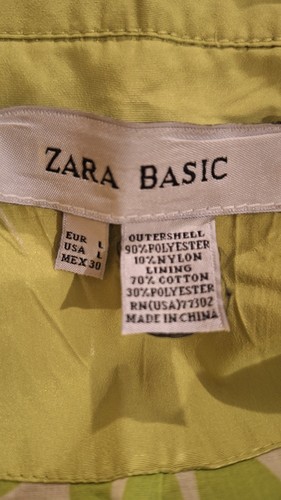 ZARA BASIC
EUR L
USA L
MEX 30
OUTERSHELL
90%POLYESTER
10%NYLON
LINING
70% COTTON
30%POLYESTER
RN(USA)77302
MADE IN CHINA